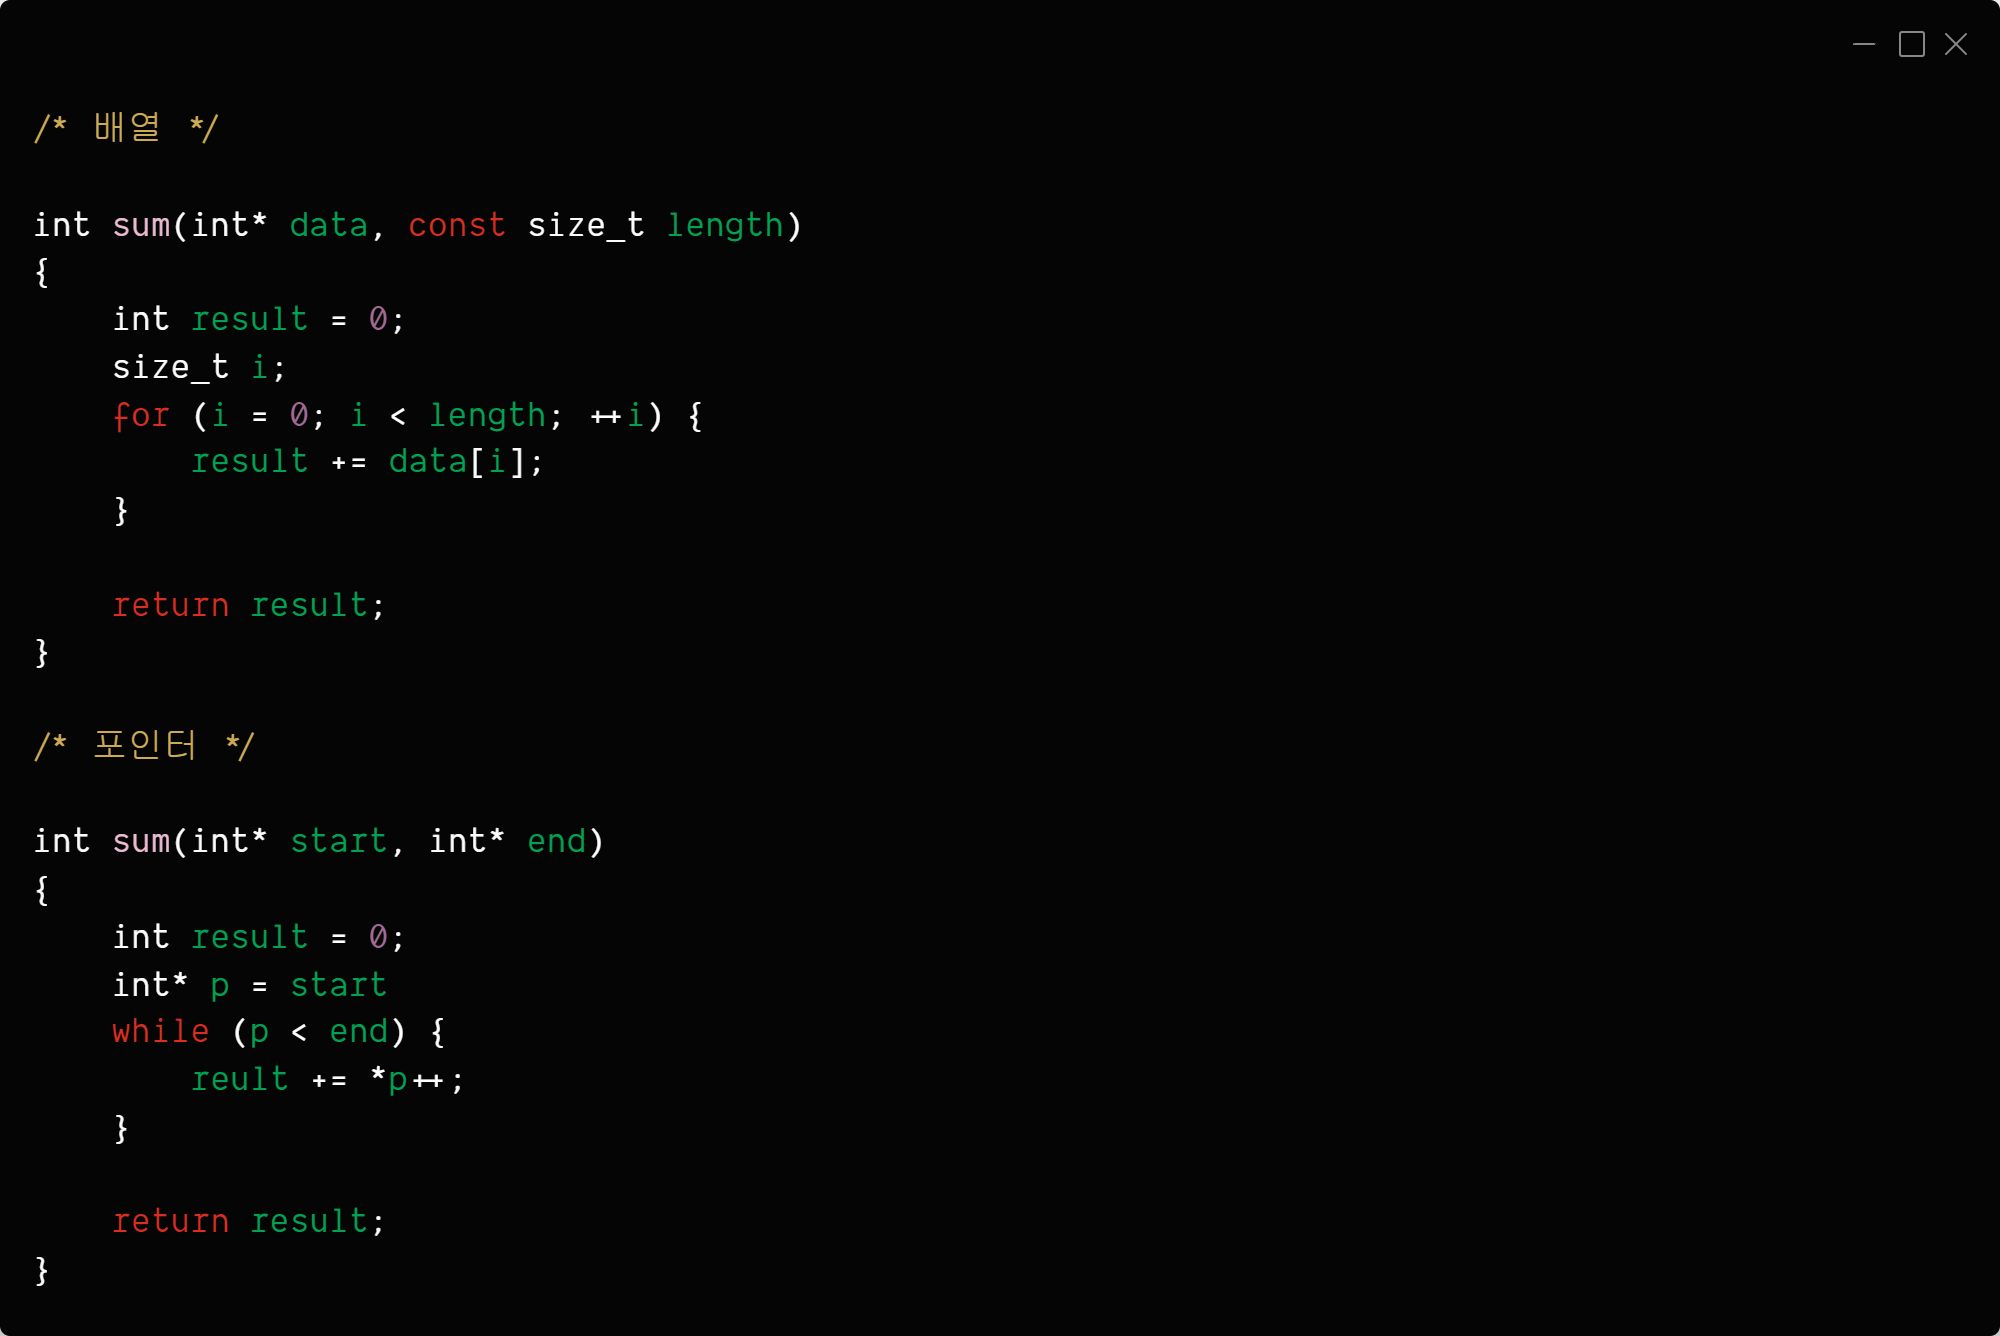 /* 배열 */
int sum(int* data, const size_t length)
{
    int result = 0;
    size_t i;
    for (i = 0; i < length; ++i) {
        result += data[i];
    }
    return result;
}
/* 포인터 */
int sum(int* start, int* end)
{
    int result = 0;
    int* p = start
    while (p < end) {
        reult += *p++;
    }
    return result;
}